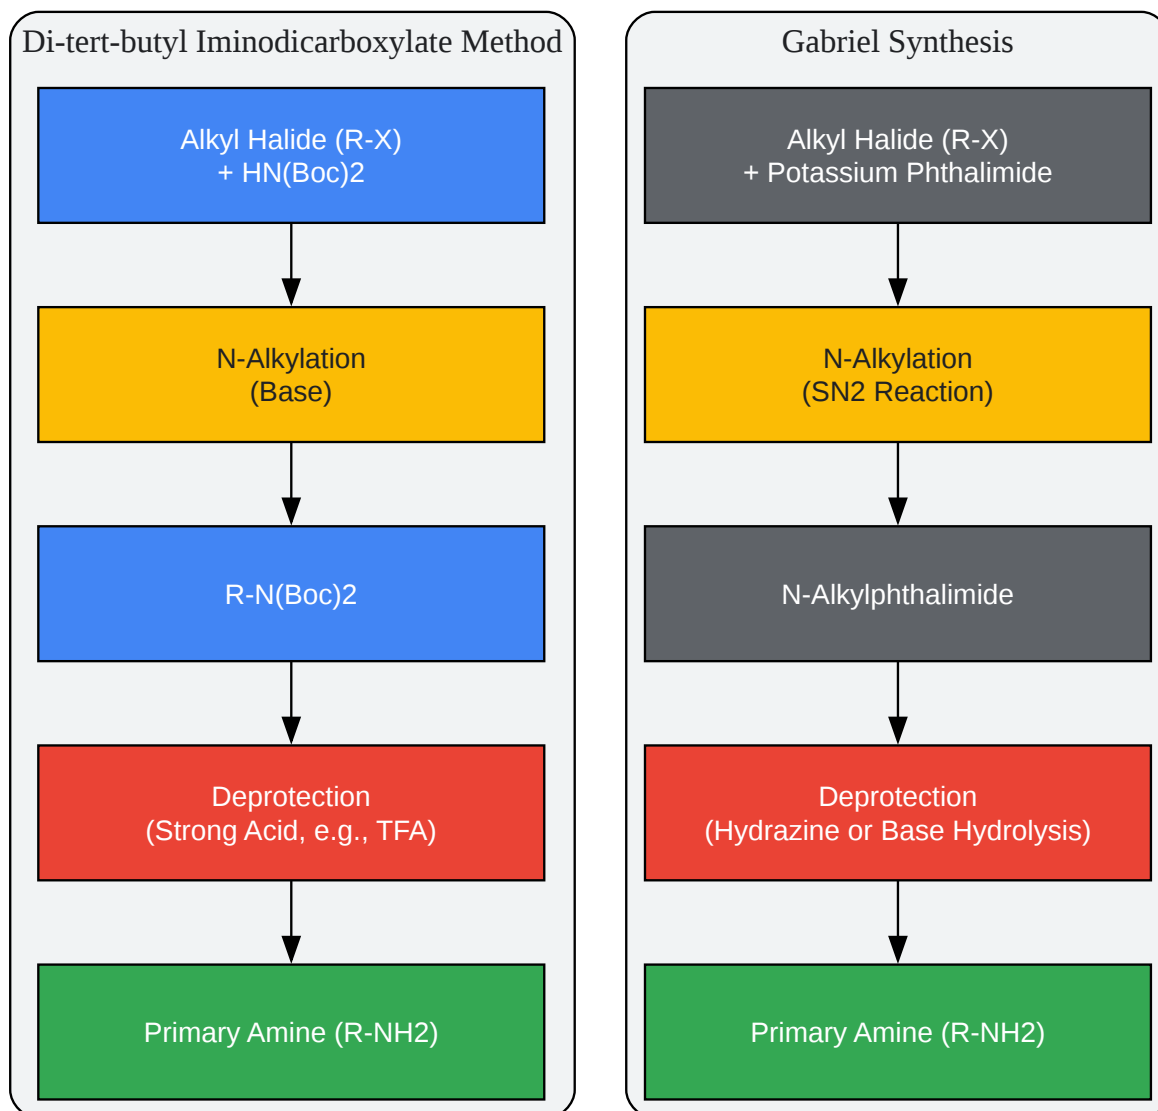 Di-tert-butyl Iminodicarboxylate Method
Alkyl Halide (R-X)
+ HN(Boc)2
N-Alkylation
(Base)
R-N(Boc)2
Deprotection
(Strong Acid, e.g., TFA)
Primary Amine (R-NH2)
Gabriel Synthesis
Alkyl Halide (R-X)
+ Potassium Phthalimide
N-Alkylation
(SN2 Reaction)
N-Alkylphthalimide
Deprotection
(Hydrazine or Base Hydrolysis)
Primary Amine (R-NH2)